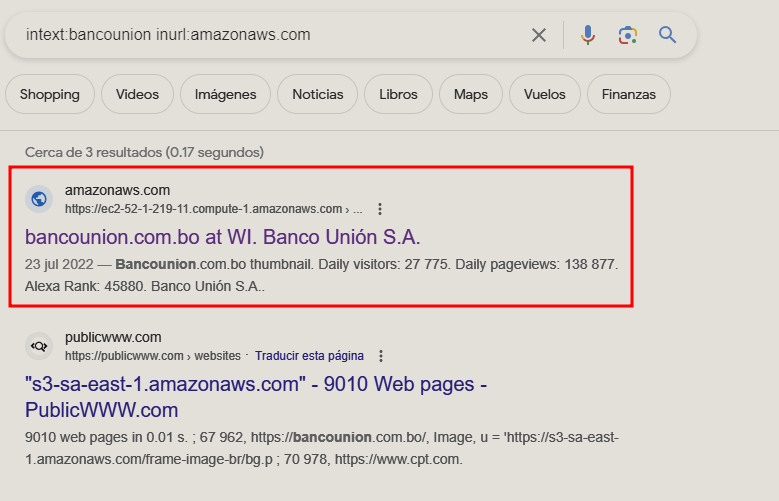 intext:bancounion inurl:amazonaws.com
Shopping Videos Imágenes Noticias Libros Maps Vuelos Finanzas
Cerca de 3 resultados (0.17 segundos)
amazonaws.com
https://ec2-52-1-219-11.compute-1.amazonaws.com › ...
bancounion.com.bo at WI. Banco Unión S.A.
23 jul 2022 — Bancounion.com.bo thumbnail. Daily visitors: 27 775. Daily pageviews: 138 877.
Alexa Rank: 45880. Banco Unión S.A..
publicwww.com
https://publicwww.com › websites · Traducir esta página
"s3-sa-east-1.amazonaws.com" - 9010 Web pages -
PublicWWW.com
9010 web pages in 0.01 s. ; 67 962, https://bancounion.com.bo/, Image, u = 'https://s3-sa-east-
1.amazonaws.com/frame-image-br/bg.p ; 70 978, https://www.cpt.com.